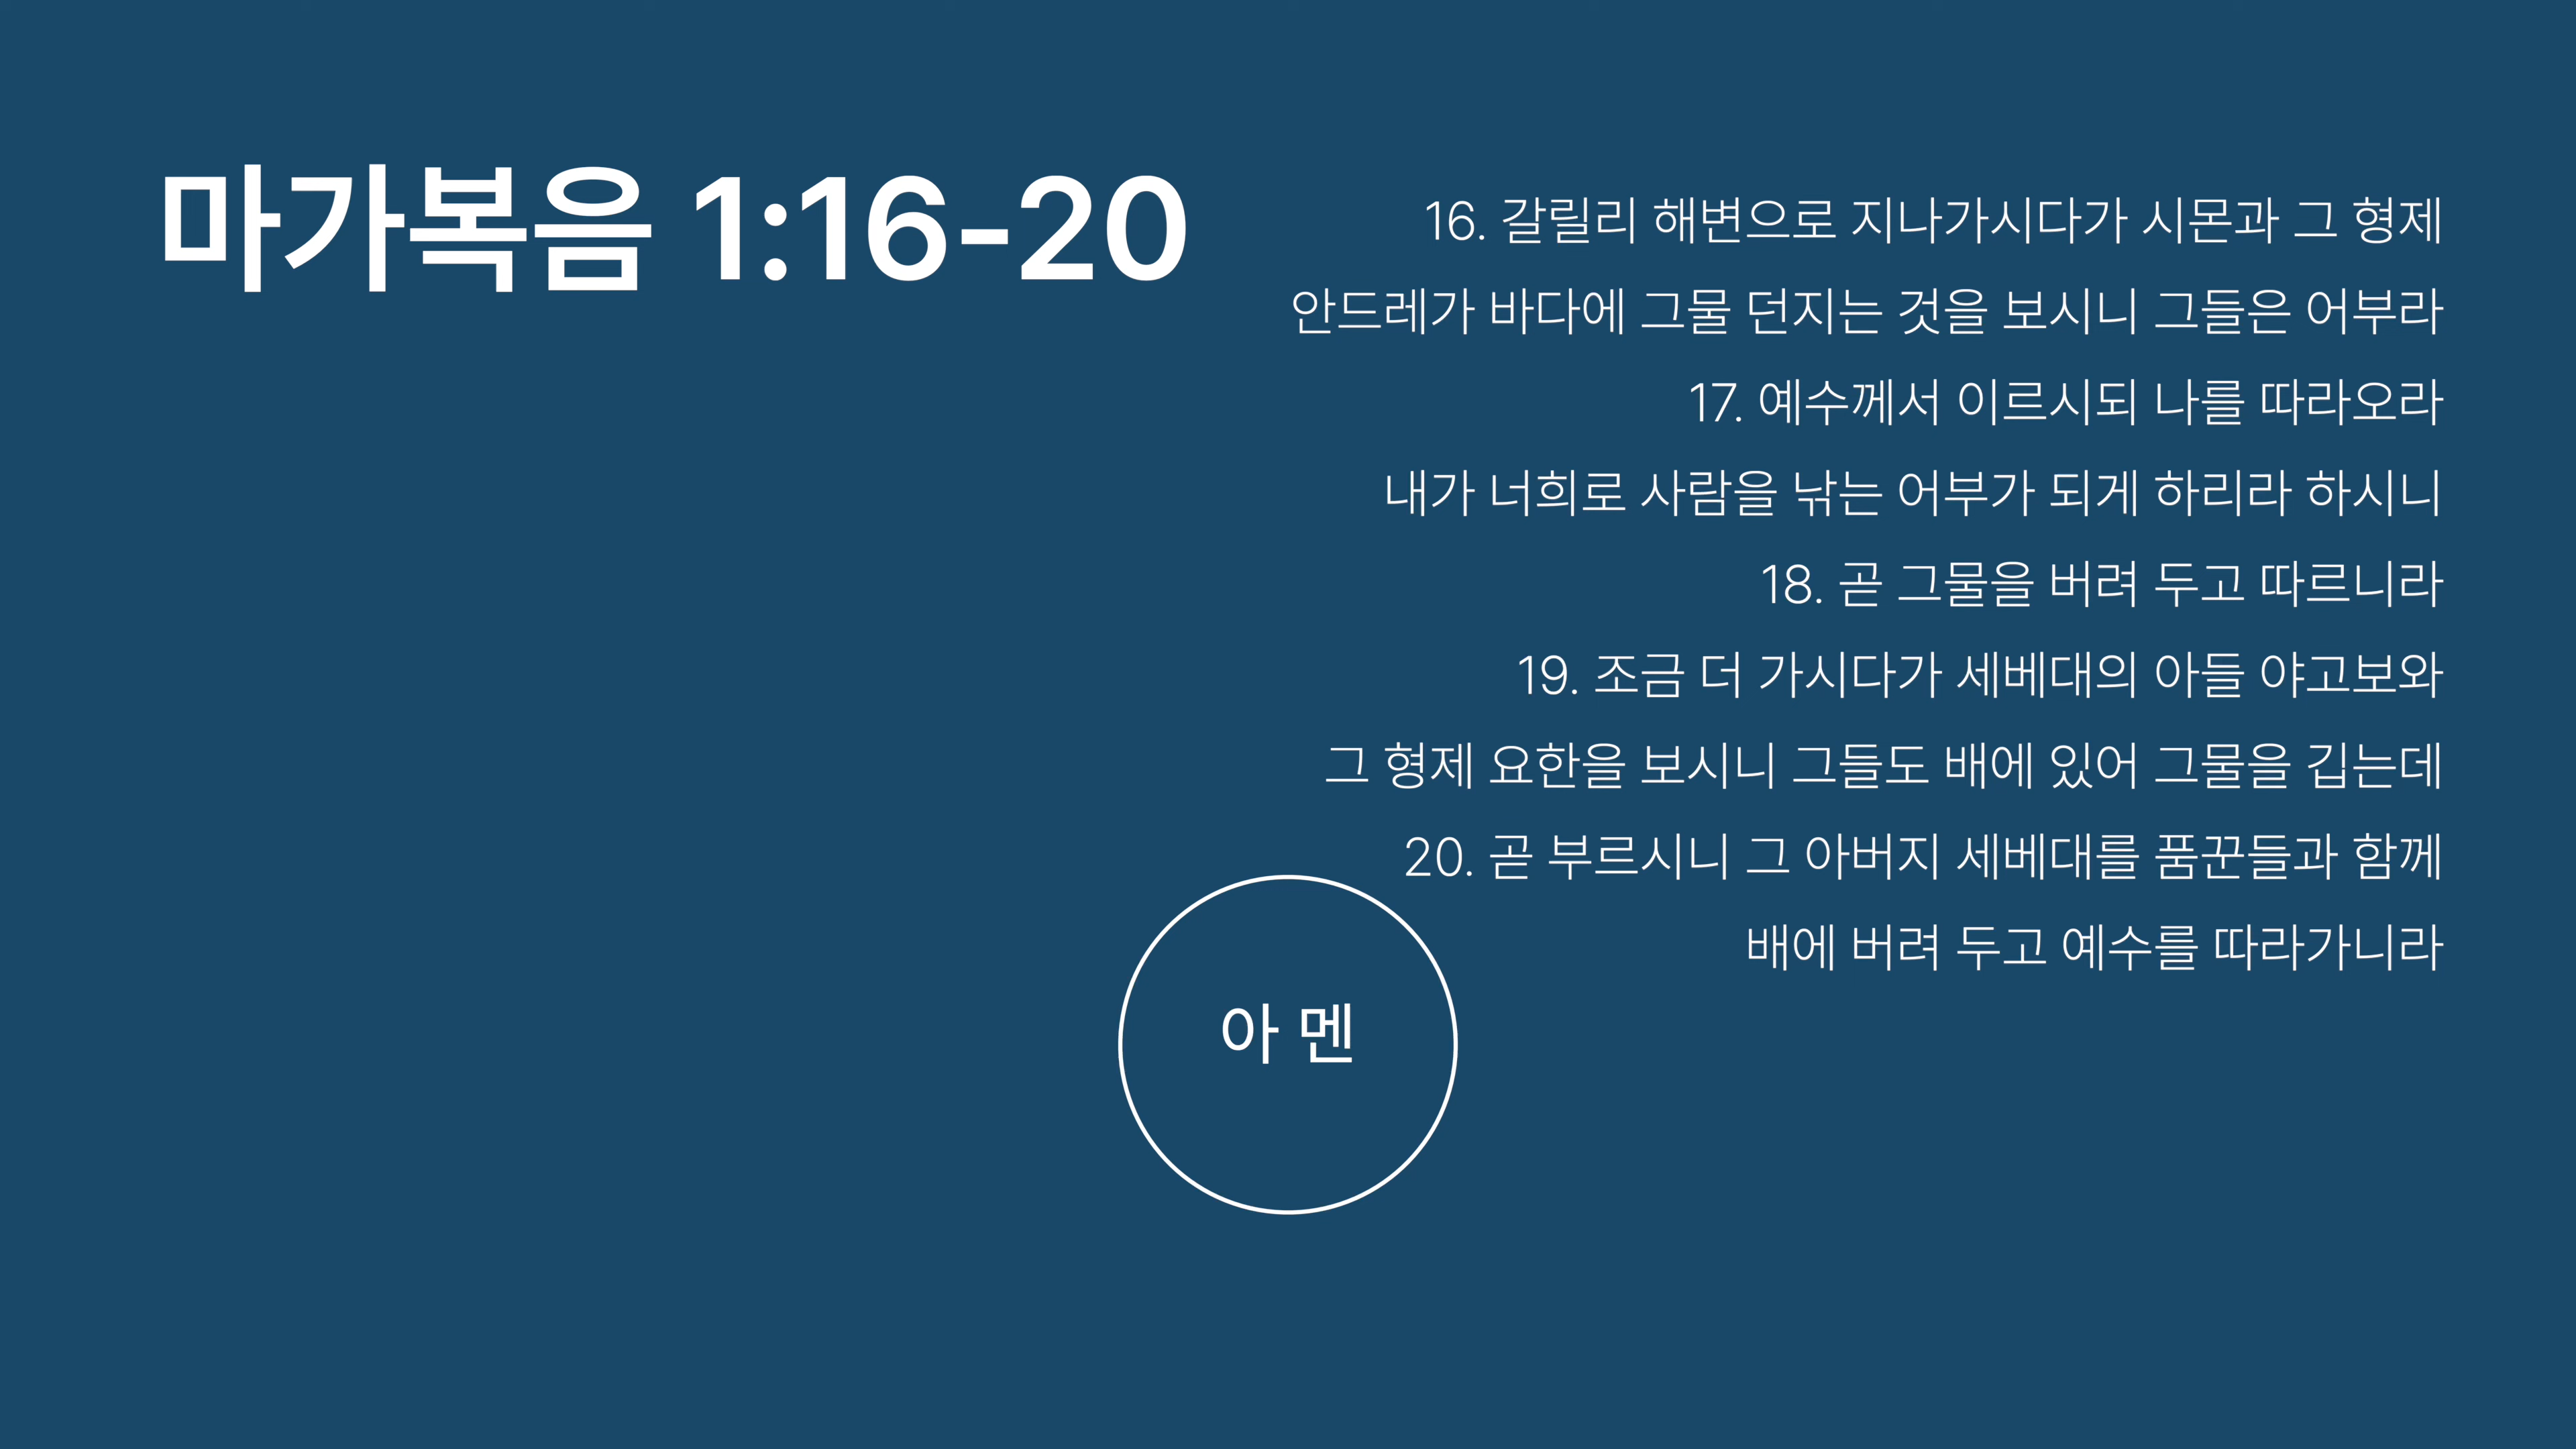 마가복음 1:16-20
16. 갈릴리 해변으로 지나가시다가 시몬과 그 형제
안드레가 바다에 그물 던지는 것을 보시니 그들은 어부라
17. 예수께서 이르시되 나를 따라오라
내가 너희로 사람을 낚는 어부가 되게 하리라 하시니
18. 곧 그물을 버려 두고 따르니라
19. 조금 더 가시다가 세베대의 아들 야고보와
그 형제 요한을 보시니 그들도 배에 있어 그물을 깁는데
20. 곧 부르시니 그 아버지 세베대를 품꾼들과 함께
배에 버려 두고 예수를 따라가니라
아 멘